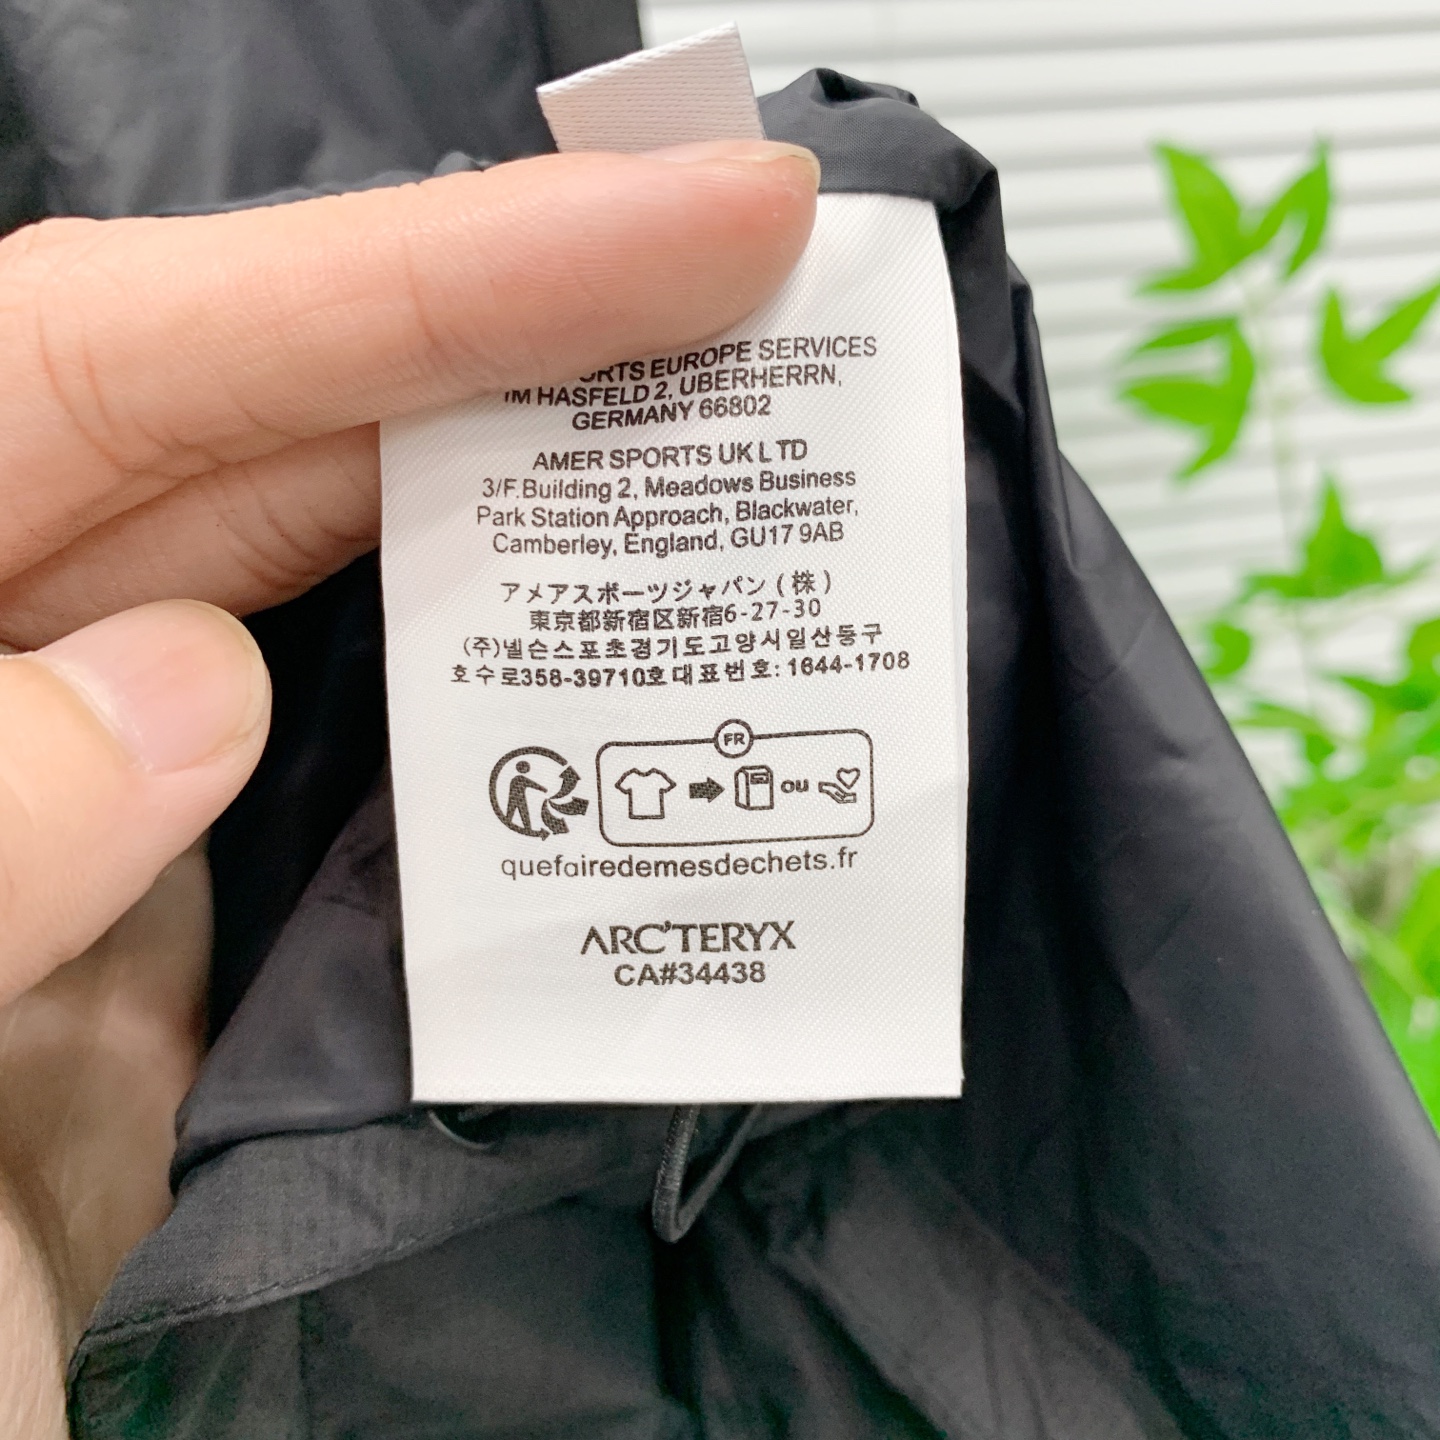 SPORTS EUROPE SERVICES
IM HASFELD 2, UBERHERRN,
GERMANY 66802
AMER SPORTS UK L TD
3/F.Building 2, Meadows Business
Park Station Approach, Blackwater,
Camberley, England, GU17 9AB
アメアスポーツジャパン(株)
東京都新宿区新宿6-27-30
(주)넬슨스포츠경기도고양시일산동구
호수로358-39710호대표번호:1644-1708
FR
ou
quefairedemesdechets.fr
ARC'TERYX
CA#34438